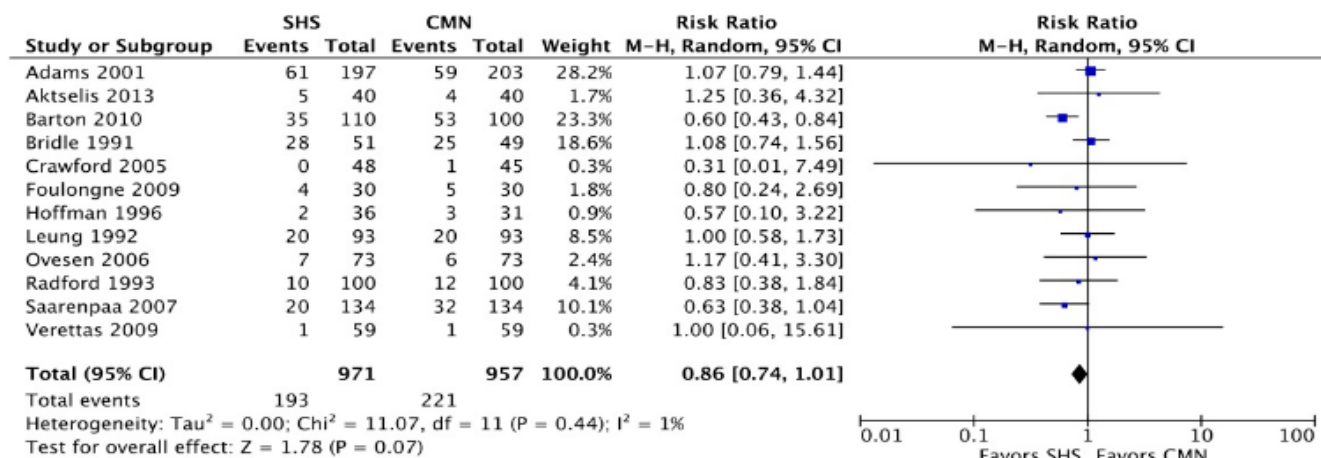 SHS CMN Risk Ratio Risk Ratio
Study or Subgroup Events Total Events Total Weight M-H, Random, 95% CI M-H, Random, 95% CI
Adams 2001 61 197 59 203 28.2% 1.07 [0.79, 1.44]
Aktselis 2013 5 40 4 40 1.7% 1.25 [0.36, 4.32]
Barton 2010 35 110 53 100 23.3% 0.60 [0.43, 0.84]
Bridle 1991 28 51 25 49 18.6% 1.08 [0.74, 1.56]
Crawford 2005 0 48 1 45 0.3% 0.31 [0.01, 7.49]
Foulongne 2009 4 30 5 30 1.8% 0.80 [0.24, 2.69]
Hoffman 1996 2 36 3 31 0.9% 0.57 [0.10, 3.22]
Leung 1992 20 93 20 93 8.5% 1.00 [0.58, 1.73]
Ovesen 2006 7 73 6 73 2.4% 1.17 [0.41, 3.30]
Radford 1993 10 100 12 100 4.1% 0.83 [0.38, 1.84]
Saarenpaa 2007 20 134 32 134 10.1% 0.63 [0.38, 1.04]
Verettas 2009 1 59 1 59 0.3% 1.00 [0.06, 15.61]
Total (95% CI) 971 957 100.0% 0.86 [0.74, 1.01]
Total events 193 221
Heterogeneity: Tau² = 0.00; Chi² = 11.07, df = 11 (P = 0.44); I² = 1%
Test for overall effect: Z = 1.78 (P = 0.07)
0.01 0.1 1 10 100
Favors SHS Favors CMN